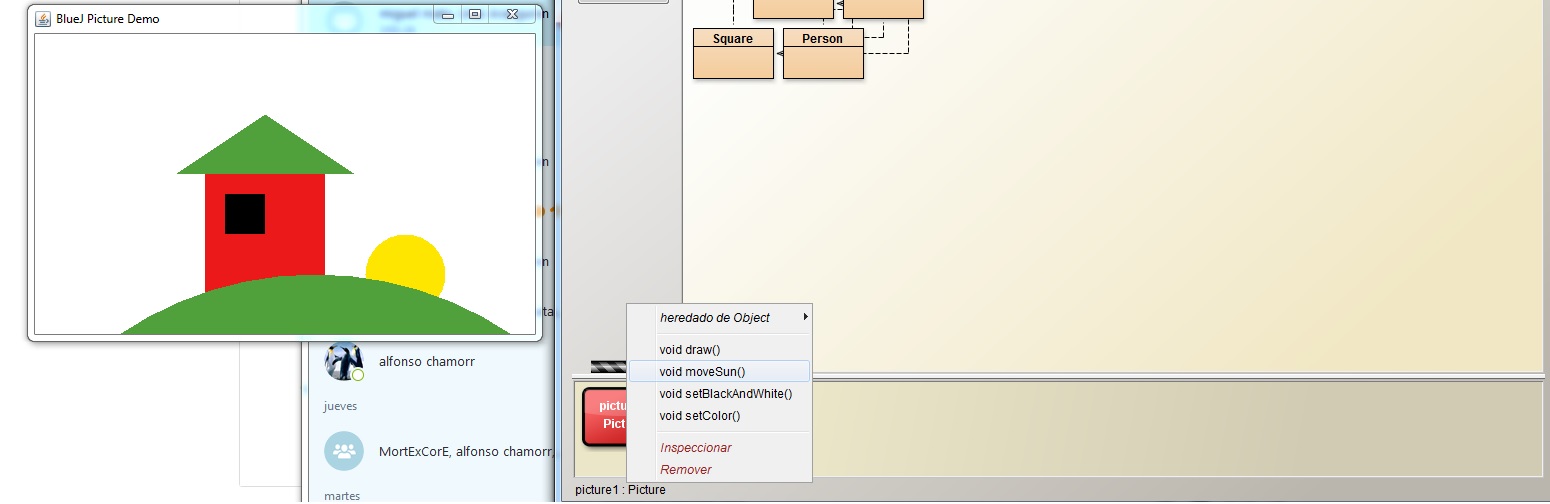 BlueJ Picture Demo
Square
Person
heredado de Object
void draw()
void moveSun()
void setBlackAndWhite()
void setColor()
Inspeccionar
Remover
pictu
Pict
picture1 : Picture
alfonso chamorr
jueves
MortExCorE, alfonso chamorr,
martes